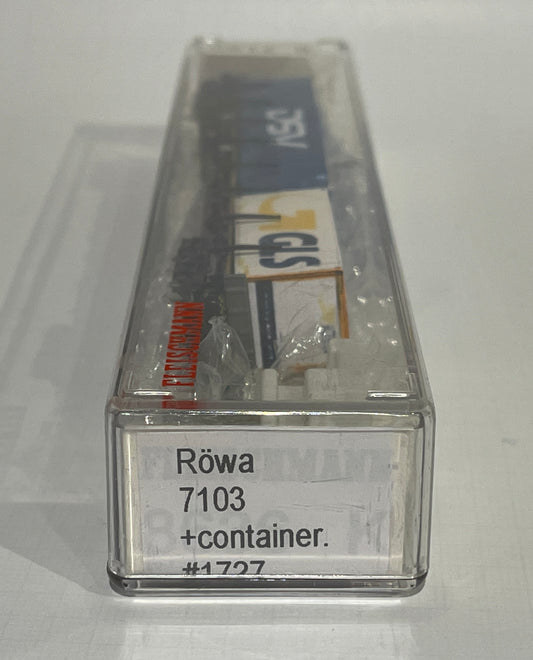 DSV
GLS
FLEISCHMANN
Röwa
7103
+container.
#1727